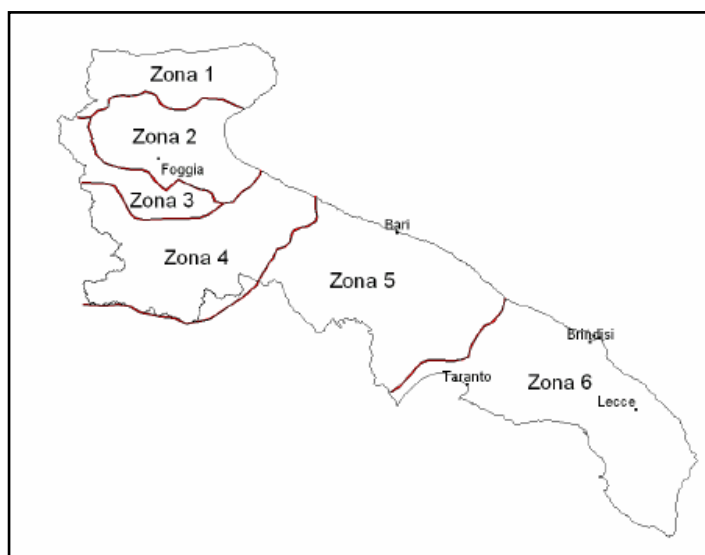 Zona 1
Zona 2
Foggia
Zona 3
Bari
Zona 4
Zona 5
Brindisi
Taranto
Zona 6
Lecce